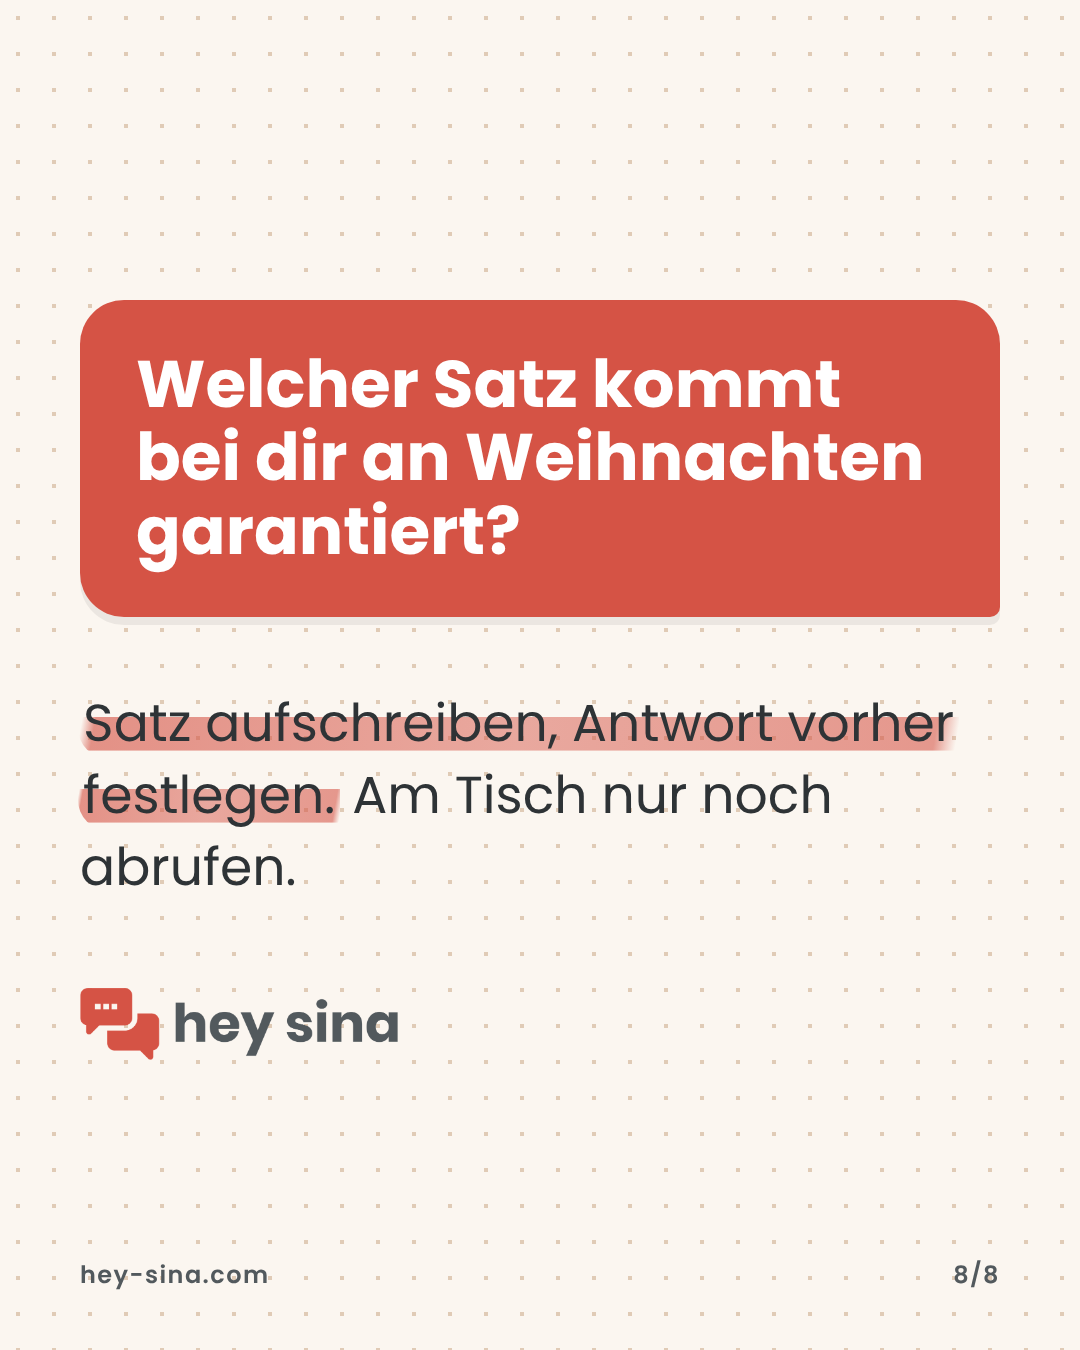 Welcher Satz kommt
bei dir an Weihnachten
garantiert?
Satz aufschreiben, Antwort vorher
festlegen. Am Tisch nur noch
abrufen.
hey sina
hey-sina.com
8/8